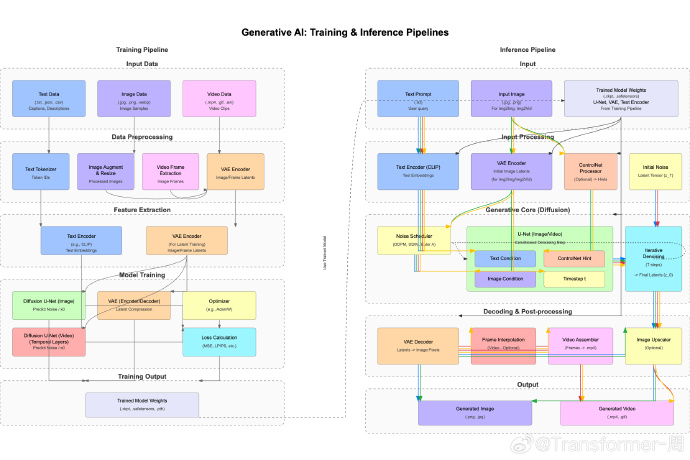 Generative AI: Training & Inference Pipelines
Training Pipeline
Input Data
Text Data
(.txt, .json, .csv)
Captions, Descriptions
Image Data
(.jpg, .png, .webp)
Image Samples
Video Data
(.mp4, .gif, .avi)
Video Clips
Data Preprocessing
Text Tokenizer
Token IDs
Image Augment
& Resize
Processed Images
Video Frame
Extraction
Image Frames
VAE Encoder
Image/Frame Latents
Feature Extraction
Text Encoder
(e.g., CLIP)
Text Embeddings
VAE Encoder
(For Latent Training)
Image/Frame Latents
Model Training
Diffusion U-Net (Image)
Predict Noise / x0
VAE (Encoder/Decoder)
Latent Compression
Optimizer
(e.g., AdamW)
Diffusion U-Net (Video)
(Temporal Layers)
Predict Noise / x0
Loss Calculation
(MSE, LPIPS, etc.)
Training Output
Trained Model Weights
(.ckpt, .safetensors, .pth)
Use Trained Model
Inference Pipeline
Input
Text Prompt
(.txt)
User query
Input Image
(.jpg, .png)
For img2img/img2vid
Trained Model Weights
(.ckpt, .safetensors)
U-Net, VAE, Text Encoder
From Training Pipeline
Input Processing
Text Encoder (CLIP)
Text Embeddings
VAE Encoder
Initial Image Latents
(for img2img/img2vid)
ControlNet
Processor
(Optional) -> Hints
Initial Noise
Latent Tensor (z_T)
Generative Core (Diffusion)
Noise Scheduler
(DDPM, DDIM, Euler A)
U-Net (Image/Video)
Conditioned Denoising Step
Text Condition
ControlNet Hint
Image Condition
Timestep t
Iterative
Denoising
(T steps)
-> Final Latents (z_0)
Decoding & Post-processing
VAE Decoder
Latents -> Image Pixels
Frame Interpolation
(Video - Optional)
Video Assembler
(Frames -> .mp4)
Image Upscaler
(Optional)
Output
Generated Image
(.png, .jpg)
Generated Video
(.mp4, .gif)
@Transformer-周